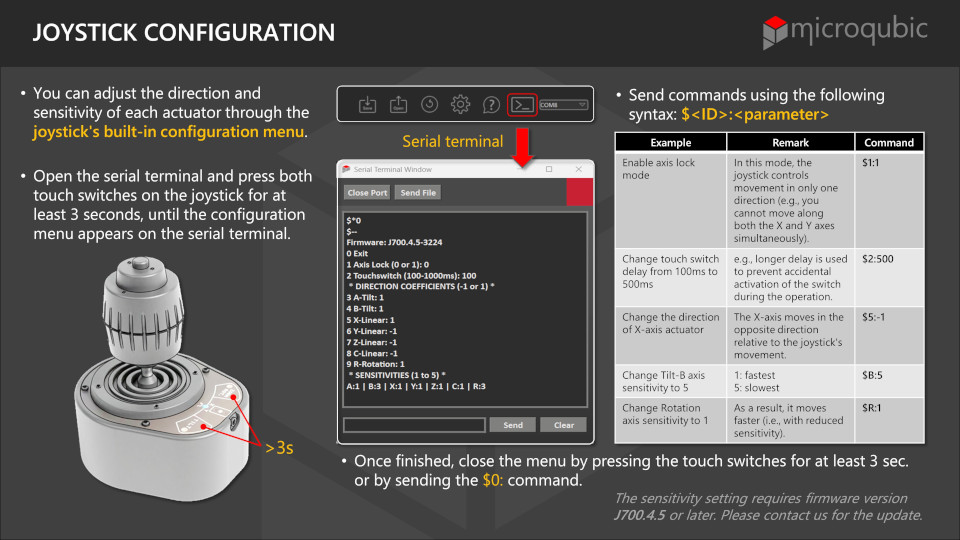 JOYSTICK CONFIGURATION
microqubic
• You can adjust the direction and
sensitivity of each actuator through the
joystick's built-in configuration menu.
• Open the serial terminal and press both
touch switches on the joystick for at
least 3 seconds, until the configuration
menu appears on the serial terminal.
>3s
Open
COM8
Serial terminal
Serial Terminal Window
Close Port
Send File
$*0
$--
Firmware: J700.4.5-3224
0 Exit
1 Axis Lock (0 or 1): 0
2 Touchswitch (100-1000ms): 100
* DIRECTION COEFFICIENTS (-1 or 1) *
3 A-Tilt: 1
4 B-Tilt: 1
5 X-Linear: 1
6 Y-Linear: -1
7 Z-Linear: -1
8 C-Linear: -1
9 R-Rotation: 1
* SENSITIVITIES (1 to 5) *
A:1 | B:3 | X:1 | Y:1 | Z:1 | C:1 | R:3
Send
Clear
• Send commands using the following
syntax: $<ID>:<parameter>
Example Remark Command
Enable axis lock
mode
In this mode, the
joystick controls
movement in only one
direction (e.g., you
cannot move along
both the X and Y axes
simultaneously).
$1:1
Change touch switch
delay from 100ms to
500ms
e.g., longer delay is used
to prevent accidental
activation of the switch
during the operation.
$2:500
Change the direction
of X-axis actuator
The X-axis moves in the
opposite direction
relative to the joystick's
movement.
$5:-1
Change Tilt-B axis
sensitivity to 5
1: fastest
5: slowest
$B:5
Change Rotation
axis sensitivity to 1
As a result, it moves
faster (i.e., with reduced
sensitivity).
$R:1
• Once finished, close the menu by pressing the touch switches for at least 3 sec.
or by sending the $0: command.
The sensitivity setting requires firmware version
J700.4.5 or later. Please contact us for the update.